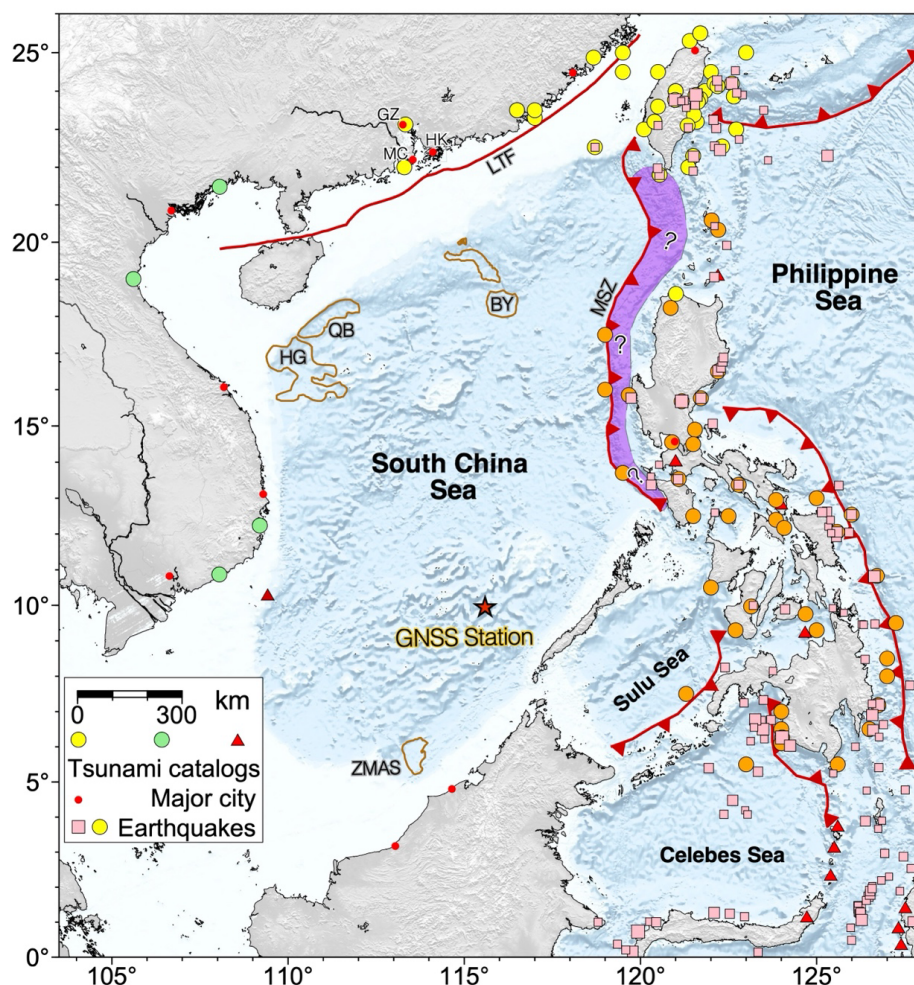 25°
20°
15°
10°
5°
0°
GZ
HK
MC
LTF
?
Philippine
Sea
MSZ
BY
QB
HG
?
South China
Sea
?
GNSS Station
Sulu Sea
km
0 300
ZMAS
Tsunami catalogs
Major city
Earthquakes
Celebes Sea
105° 110° 115° 120° 125°